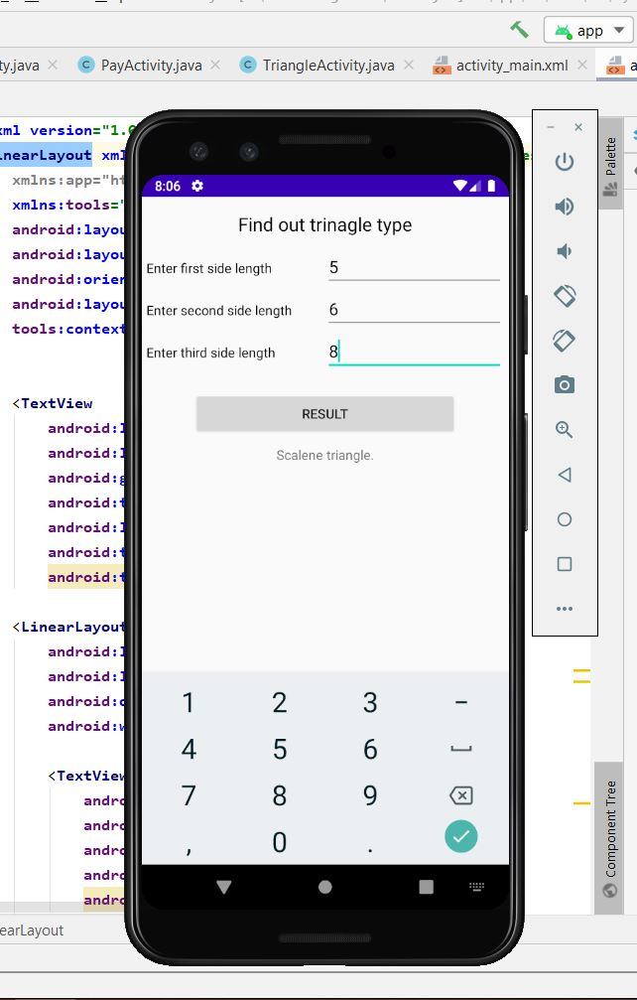 app
ty.java
C PayActivity.java
C TriangleActivity.java
activity_main.xml
a
xml version="1.0
inearLayout xml
xmlns:app="ht
xmlns:tools="
android:layou
android:layou
android:orien
android:layou
tools:context
<TextView
android:l
android:l
android:g
android:t
android:l
android:t
android:t
<LinearLayout
android:l
android:l
android:o
android:w
<TextView
andro
andro
andro
andro
andro
earLayout
8:06
Find out trinagle type
Enter first side length 5
Enter second side length 6
Enter third side length 8
RESULT
Scalene triangle.
1 2 3 -
4 5 6
7 8 9
, 0 .
Palette
Component Tree